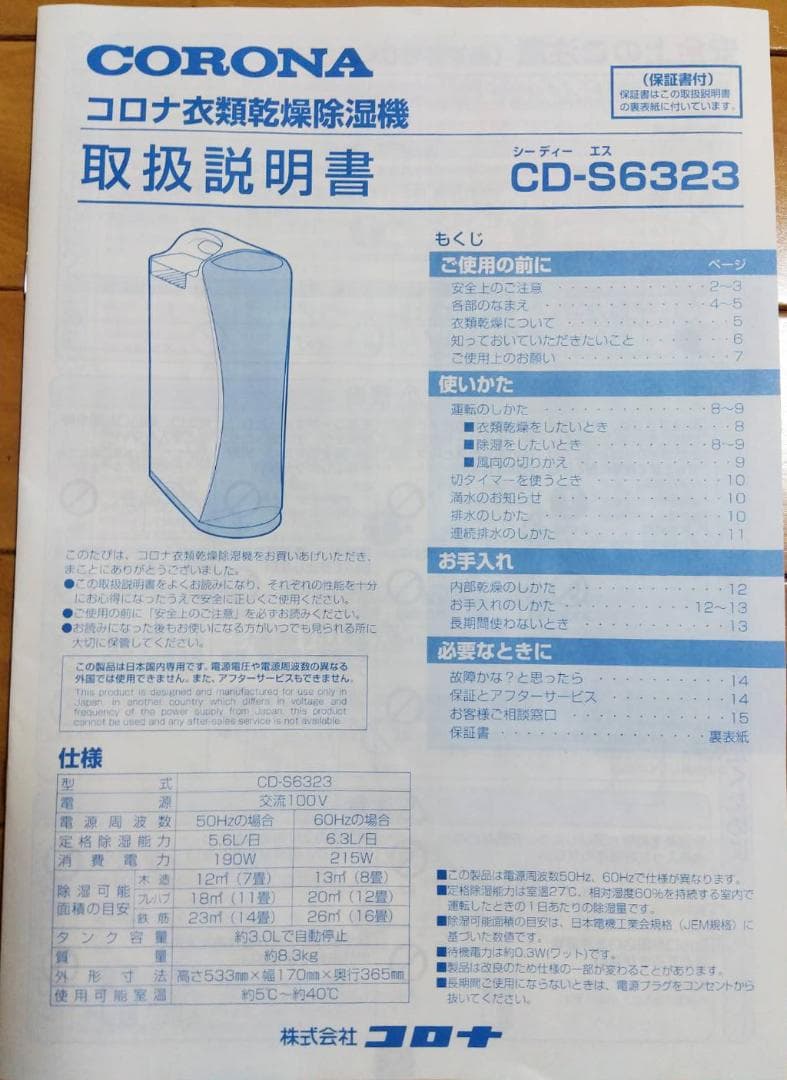 CORONA
コロナ衣類乾燥除湿機
取扱説明書
(保証書付)
保証書はこの取扱説明書
の裏表紙に付いています。
シー ディー エス
CD-S6323
もくじ
ご使用の前に ページ
安全上のご注意 2～3
各部のなまえ 4～5
衣類乾燥について 5
知っておいていただきたいこと 6
ご使用上のお願い 7
使いかた
運転のしかた 8～9
■衣類乾燥をしたいとき 8
■除湿をしたいとき 8～9
■風向の切りかえ 9
切タイマーを使うとき 10
満水のお知らせ 10
排水のしかた 10
連続排水のしかた 11
お手入れ
内部乾燥のしかた 12
お手入れのしかた 12～13
長期間使わないとき 13
必要なときに
故障かな？と思ったら 14
保証とアフターサービス 14
お客様ご相談窓口 15
保証書 裏表紙
このたびは、コロナ衣類乾燥除湿機をお買いあげいただき、
まことにありがとうございました。
●この取扱説明書をよくお読みになり、それぞれの性能を十分
にお心得になったうえで安全に正しくご使用ください。
●ご使用の前に「安全上のご注意」を必ずお読みください。
●お読みになった後もお使いになる方がいつでも見られる所に
大切に保管してください。
この製品は日本国内専用です。電源電圧や電源周波数の異なる
外国では使用できません。また、アフターサービスもできません。
This product is designed and manufactured for use only in
Japan. In another country which differs in voltage and
frequency of the power supply from Japan, this product
cannot be used and any after-sales service is not available.
仕様
型式 CD-S6323
電源 交流100V
電源周波数 50Hzの場合 60Hzの場合
定格除湿能力 5.6L/日 6.3L/日
消費電力 190W 215W
除湿可能面積の目安 木造 12㎡（7畳） 13㎡（8畳）
プレハブ 18㎡（11畳） 20㎡（12畳）
鉄筋 23㎡（14畳） 26㎡（16畳）
タンク容量 約3.0Lで自動停止
質量 約8.3kg
外形寸法 高さ533㎜×幅170㎜×奥行365㎜
使用可能室温 約5℃～約40℃
■この製品は電源周波数50Hz、60Hzで仕様が異なります。
■定格除湿能力は室温27℃、相対湿度60％を持続する室内で
運転したときの1日あたりの除湿量です。
■除湿可能面積の目安は、日本電機工業会規格（JEM規格）に
基づいた数値です。
■待機電力は約0.3W(ワット)です。
■製品は改良のため仕様の一部が変わることがあります。
■長期間ご使用にならないときは、電源プラグをコンセントから
抜いてください。
株式会社 コロナ